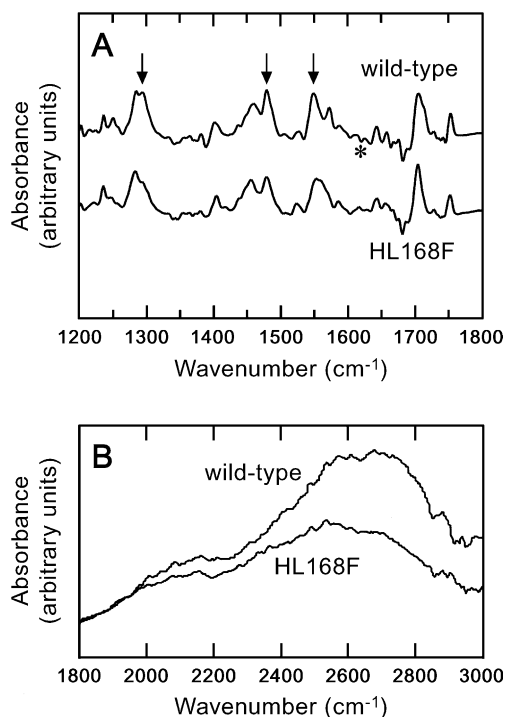 A
wild-type
*
HL168F
Absorbance
(arbitrary units)
1200 1300 1400 1500 1600 1700 1800
Wavenumber (cm⁻¹)
B
wild-type
HL168F
Absorbance
(arbitrary units)
1800 2000 2200 2400 2600 2800 3000
Wavenumber (cm⁻¹)